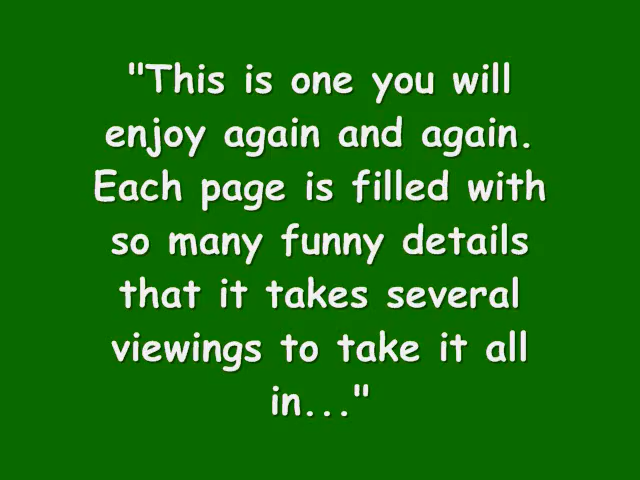 "This is one you will
enjoy again and again.
Each page is filled with
so many funny details
that it takes several
viewings to take it all
in..."